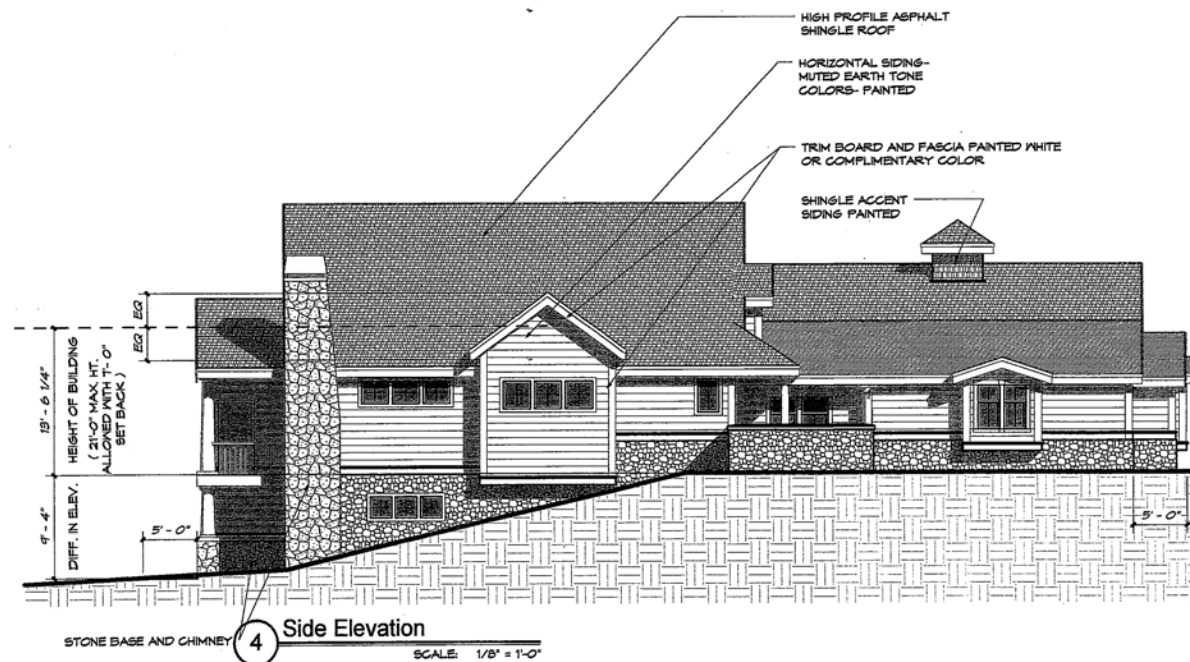 HIGH PROFILE ASPHALT
SHINGLE ROOF
HORIZONTAL SIDING-
MUTED EARTH TONE
COLORS- PAINTED
TRIM BOARD AND FASCIA PAINTED WHITE
OR COMPLIMENTARY COLOR
SHINGLE ACCENT
SIDING PAINTED
EQ
EQ
13'- 6 1/4"
HEIGHT OF BUILDING
( 21'-0" MAX. HT.
ALLOWED WITH 7'- 0"
SET BACK )
9'- 4"
DIFF. IN ELEV.
5'- 0"
5'- 0"
STONE BASE AND CHIMNEY
4
Side Elevation
SCALE: 1/8" = 1'-0"